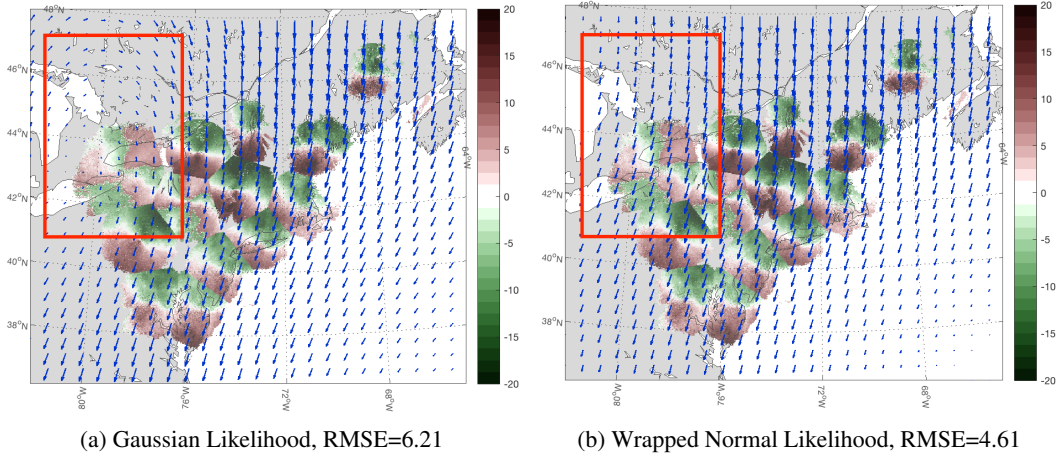 48°N
46°N
44°N
42°N
40°N
38°N
80°W
76°W
72°W
68°W
64°W
20
15
10
5
0
-5
-10
-15
-20
48°N
46°N
44°N
42°N
40°N
38°N
80°W
76°W
72°W
68°W
64°W
20
15
10
5
0
-5
-10
-15
-20
(a) Gaussian Likelihood, RMSE=6.21
(b) Wrapped Normal Likelihood, RMSE=4.61